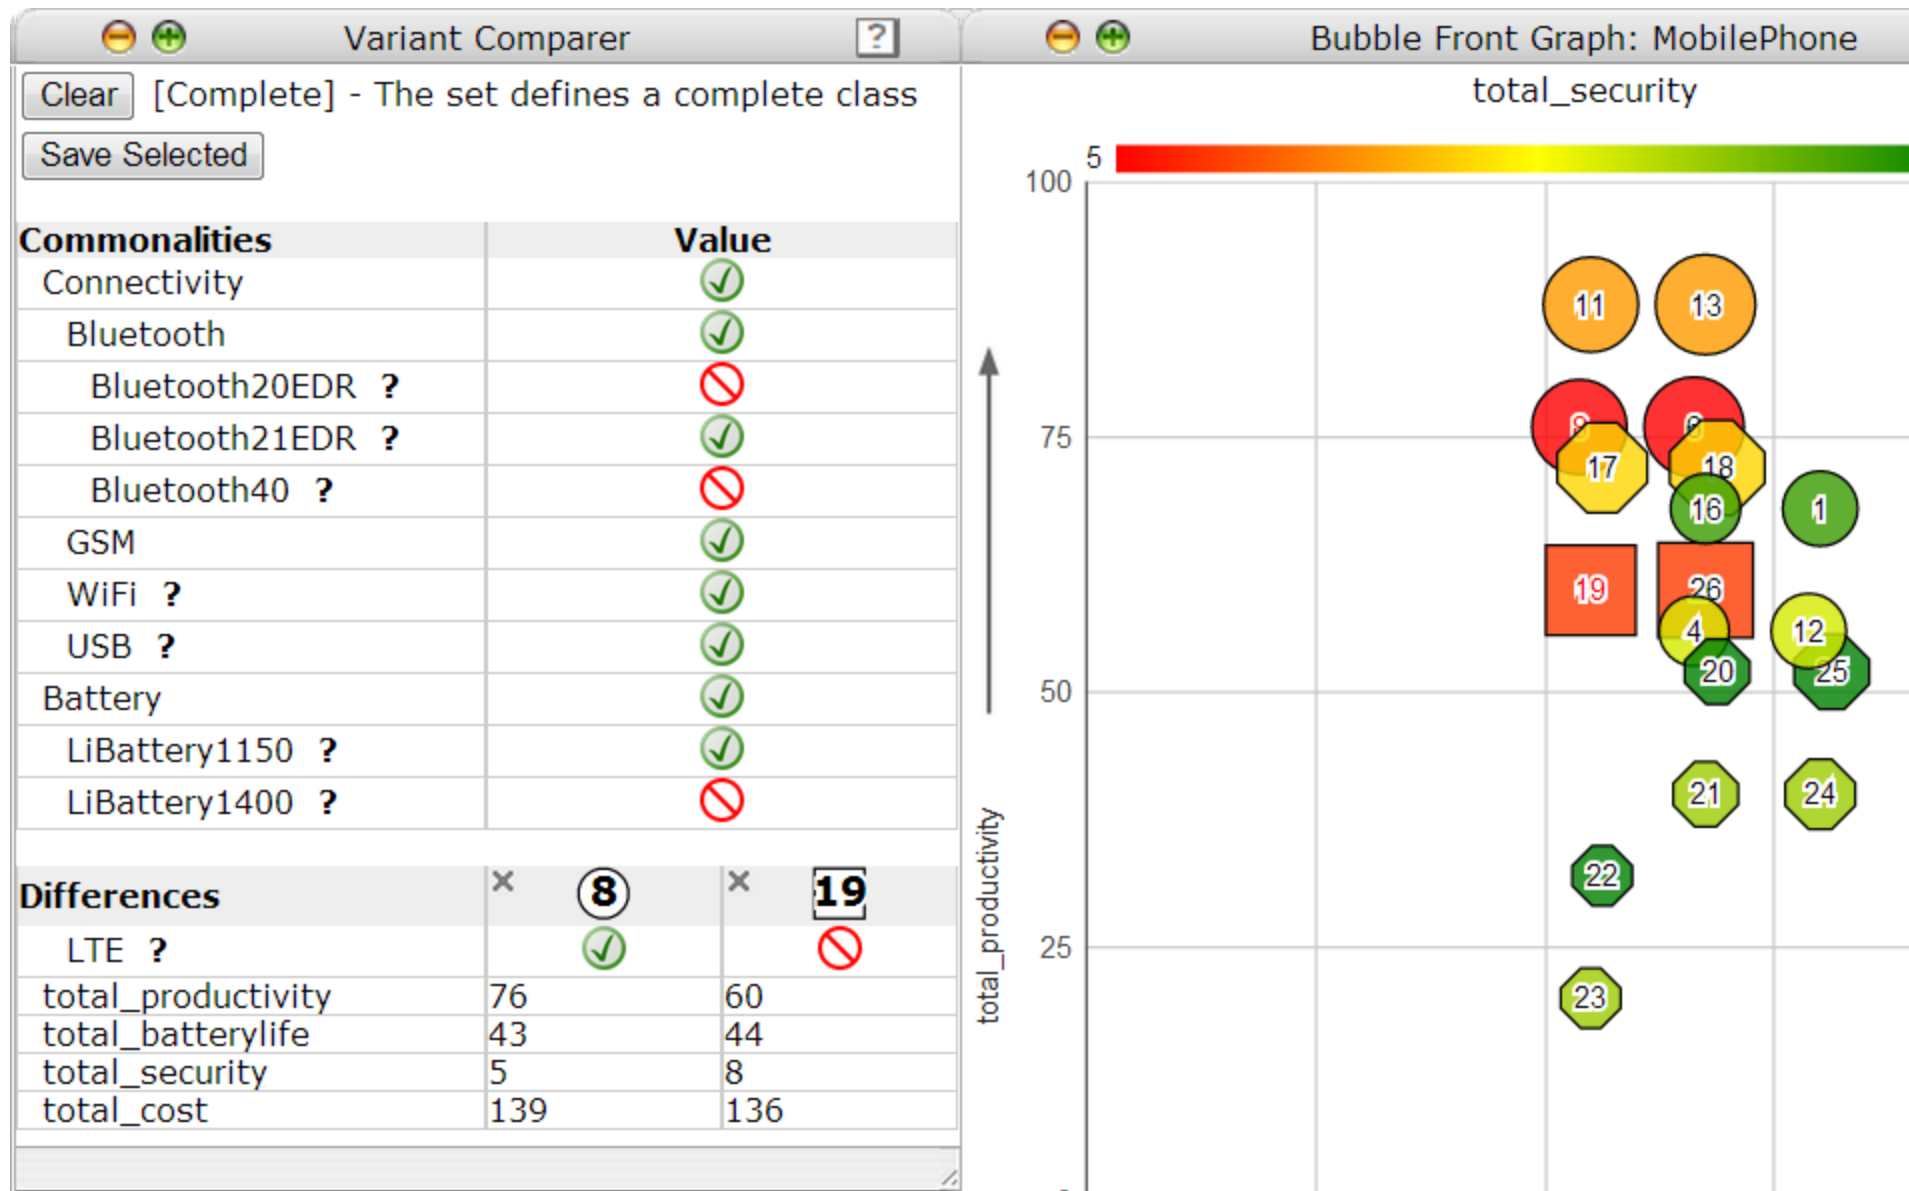 Variant Comparer ?
Clear [Complete] - The set defines a complete class
Save Selected
Commonalities Value
Connectivity
Bluetooth
Bluetooth20EDR ?
Bluetooth21EDR ?
Bluetooth40 ?
GSM
WiFi ?
USB ?
Battery
LiBattery1150 ?
LiBattery1400 ?
Differences × 8 × 19
LTE ?
total_productivity 76 60
total_batterylife 43 44
total_security 5 8
total_cost 139 136
Bubble Front Graph: MobilePhone
total_security
5
100
11 13
75
8
17 18
16 1
19 26
4 12
50
20 25
21 24
22
25
23
total_productivity